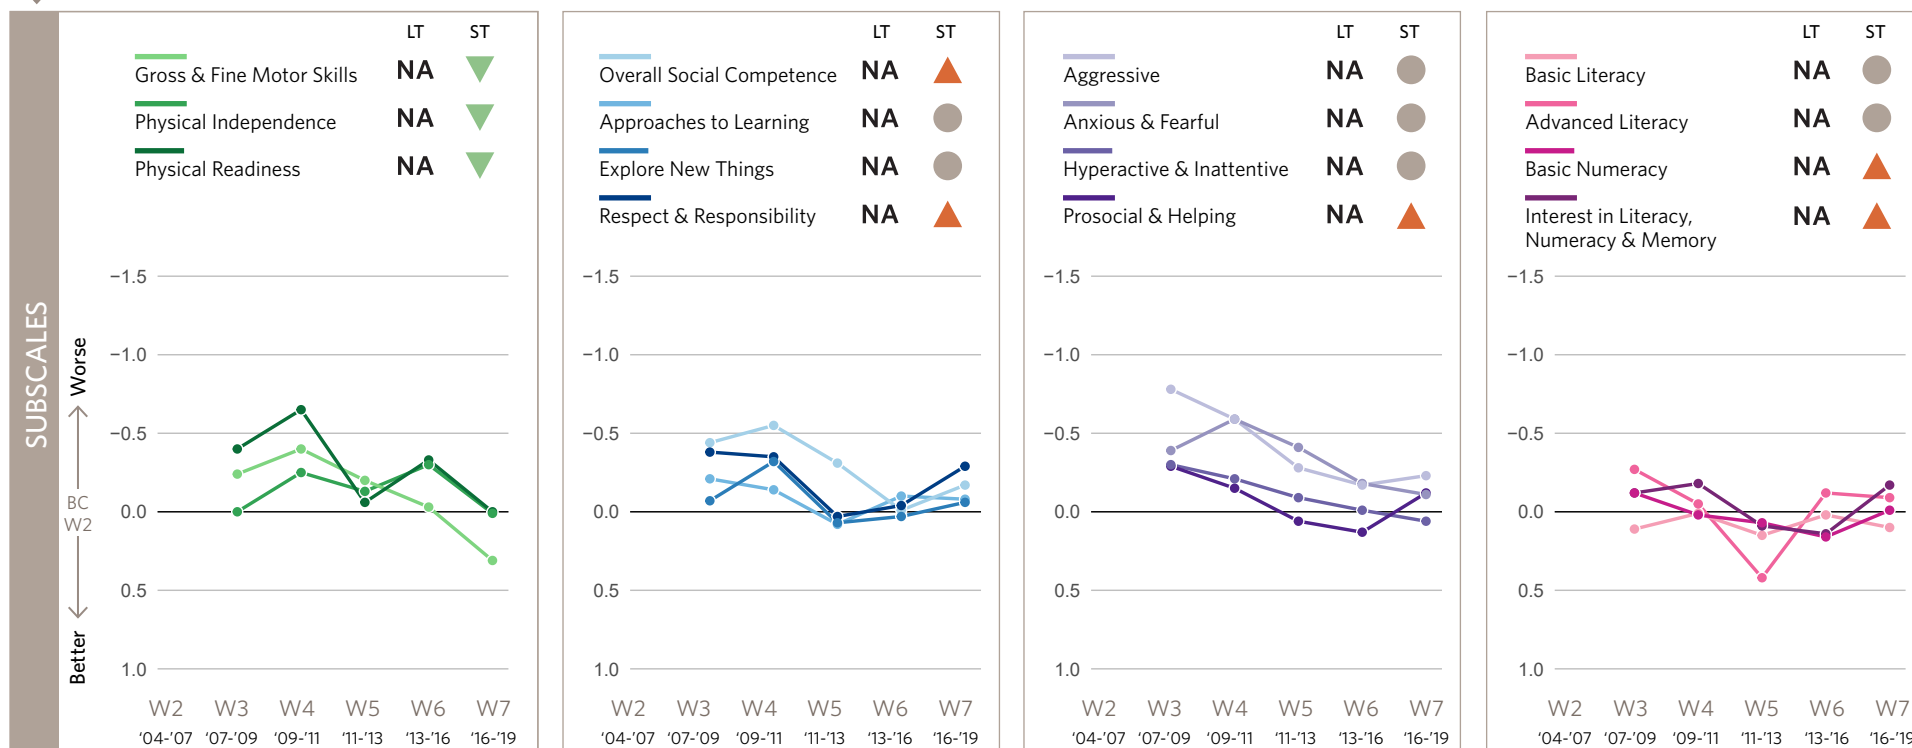 SUBSCALES
Worse
BC
W2
Better
LT ST
Gross & Fine Motor Skills NA
Physical Independence NA
Physical Readiness NA
−1.5
−1.0
−0.5
0.0
0.5
1.0
W2 W3 W4 W5 W6 W7
‘04-‘07 ‘07-‘09 ‘09-‘11 ‘11-‘13 ‘13-‘16 ‘16-‘19
LT ST
Overall Social Competence NA
Approaches to Learning NA
Explore New Things NA
Respect & Responsibility NA
−1.5
−1.0
−0.5
0.0
0.5
1.0
W2 W3 W4 W5 W6 W7
‘04-‘07 ‘07-‘09 ‘09-‘11 ‘11-‘13 ‘13-‘16 ‘16-‘19
LT ST
Aggressive NA
Anxious & Fearful NA
Hyperactive & Inattentive NA
Prosocial & Helping NA
−1.5
−1.0
−0.5
0.0
0.5
1.0
W2 W3 W4 W5 W6 W7
‘04-‘07 ‘07-‘09 ‘09-‘11 ‘11-‘13 ‘13-‘16 ‘16-‘19
LT ST
Basic Literacy NA
Advanced Literacy NA
Basic Numeracy NA
Interest in Literacy, NA
Numeracy & Memory
−1.5
−1.0
−0.5
0.0
0.5
1.0
W2 W3 W4 W5 W6 W7
‘04-‘07 ‘07-‘09 ‘09-‘11 ‘11-‘13 ‘13-‘16 ‘16-‘19